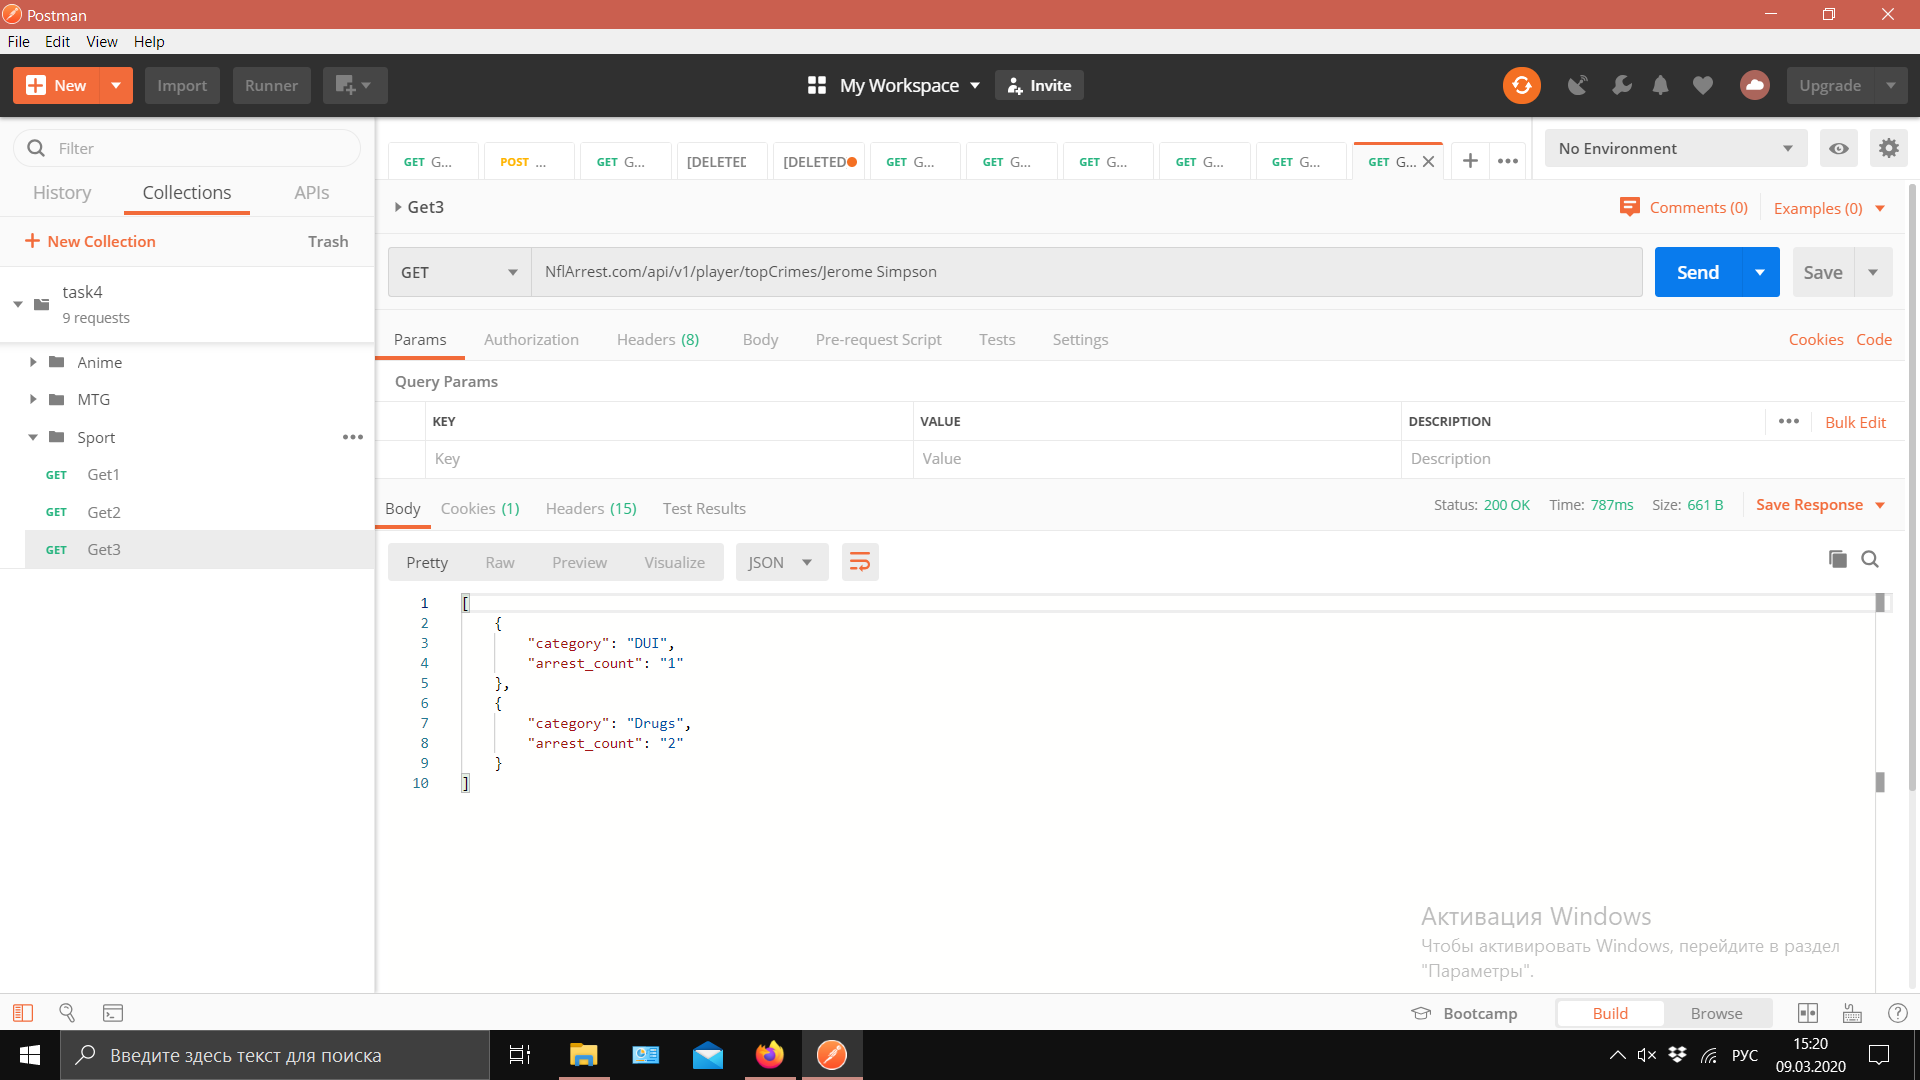 Postman
File Edit View Help
New Import Runner My Workspace Invite Upgrade
Filter
History Collections APIs
New Collection Trash
task4
9 requests
Anime
MTG
Sport
GET Get1
GET Get2
GET Get3
GET G... POST ... GET G... [DELETED [DELETED GET G... GET G... GET G... GET G... GET G... GET G...
No Environment
Get3
Comments (0) Examples (0)
GET NflArrest.com/api/v1/player/topCrimes/Jerome Simpson Send Save
Params Authorization Headers (8) Body Pre-request Script Tests Settings Cookies Code
Query Params
KEY VALUE DESCRIPTION Bulk Edit
Key Value Description
Body Cookies (1) Headers (15) Test Results Status: 200 OK Time: 787ms Size: 661 B Save Response
Pretty Raw Preview Visualize JSON
1 [
2 {
3 "category": "DUI",
4 "arrest_count": "1"
5 },
6 {
7 "category": "Drugs",
8 "arrest_count": "2"
9 }
10 ]
Активация Windows
Чтобы активировать Windows, перейдите в раздел
"Параметры".
Bootcamp Build Browse
Введите здесь текст для поиска
РУС
15:20
09.03.2020